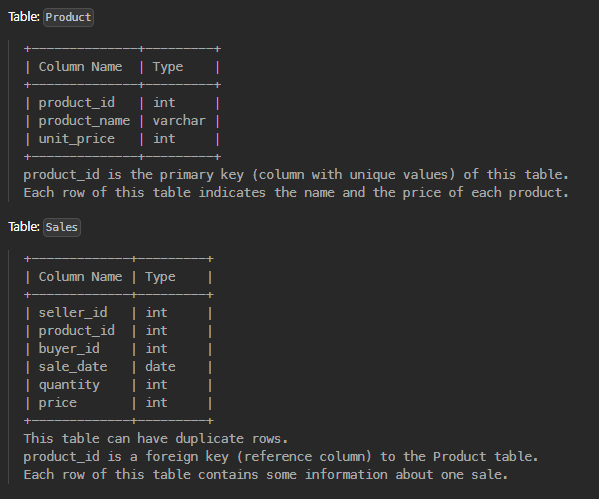 Table: Product
+--------------+---------+
| Column Name  | Type    |
+--------------+---------+
| product_id   | int     |
| product_name | varchar |
| unit_price   | int     |
+--------------+---------+
product_id is the primary key (column with unique values) of this table.
Each row of this table indicates the name and the price of each product.
Table: Sales
+-------------+---------+
| Column Name | Type    |
+-------------+---------+
| seller_id   | int     |
| product_id  | int     |
| buyer_id    | int     |
| sale_date   | date    |
| quantity    | int     |
| price       | int     |
+-------------+---------+
This table can have duplicate rows.
product_id is a foreign key (reference column) to the Product table.
Each row of this table contains some information about one sale.